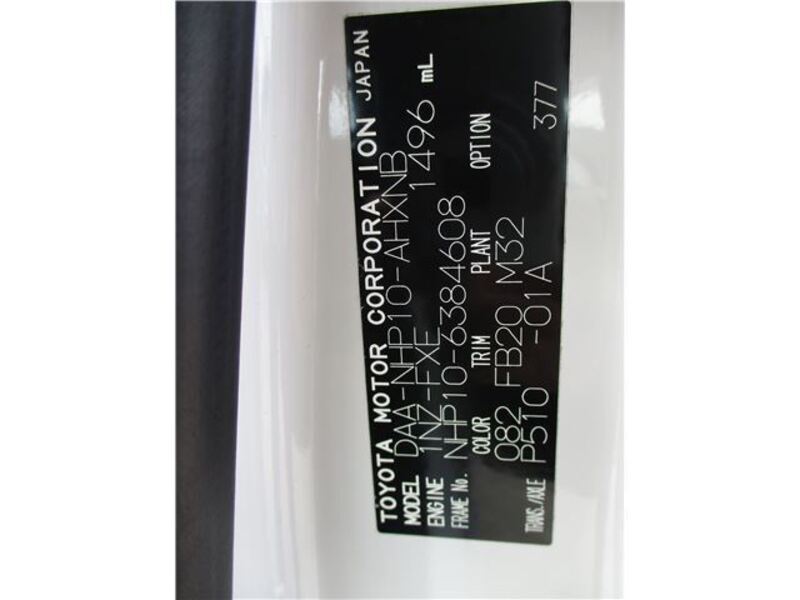 TOYOTA MOTOR CORPORATION JAPAN
MODEL DAA-NHP10-AHXNB
ENGINE 1NZ-FXE 1496 mL
FRAME No. NHP10-6384608
COLOR TRIM PLANT OPTION
082 FB20 M32
TRANS./AXLE P510 -01A 377